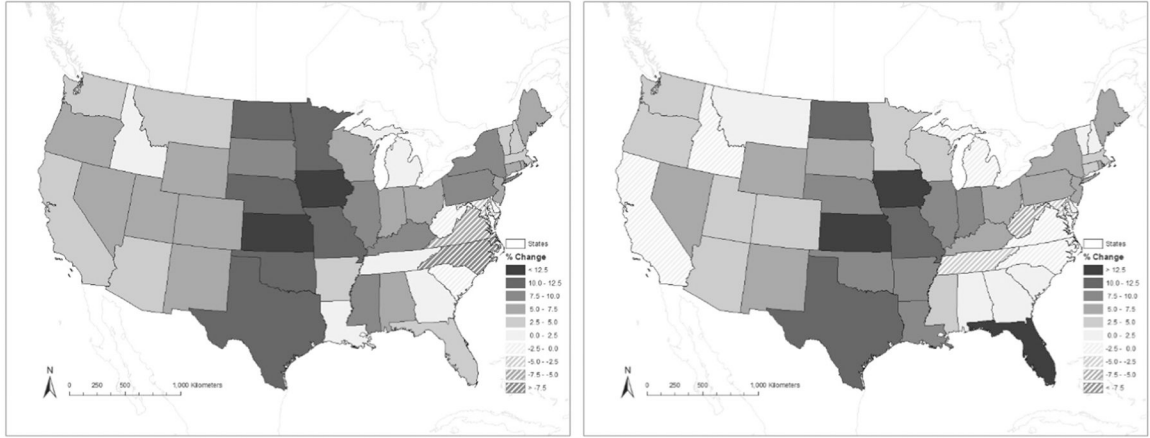 States
% Change
< 12.5
10.0 - 12.5
7.5 - 10.0
5.0 - 7.5
2.5 - 5.0
0.0 - 2.5
-2.5 - 0.0
-5.0 - -2.5
-7.5 - -5.0
> -7.5
N
0 250 500 1,000 Kilometers
States
% Change
> 12.5
10.0 - 12.5
7.5 - 10.0
5.0 - 7.5
2.5 - 5.0
0.0 - 2.5
-2.5 - 0.0
-5.0 - -2.5
-7.5 - -5.0
< -7.5
N
0 250 500 1,000 Kilometers